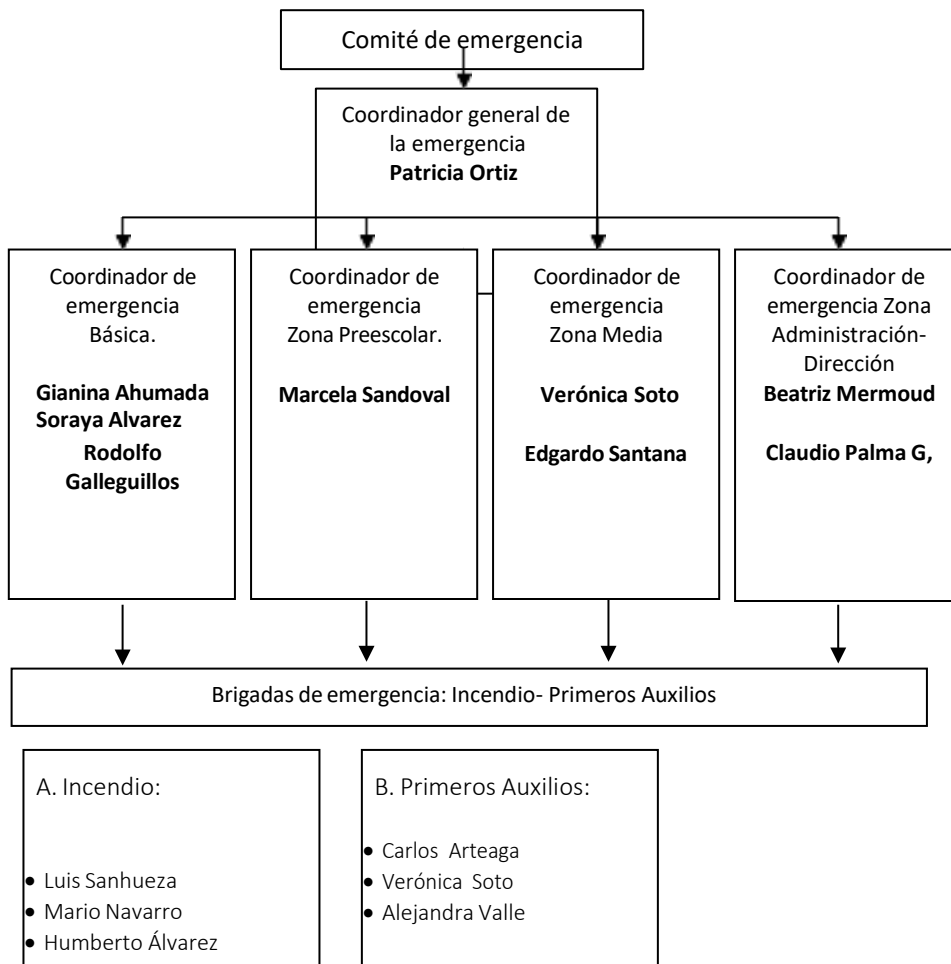 Comité de emergencia
Coordinador general de
la emergencia
Patricia Ortiz
Coordinador de
emergencia
Básica.
Gianina Ahumada
Soraya Alvarez
Rodolfo
Galleguillos
Coordinador de
emergencia
Zona Preescolar.
Marcela Sandoval
Coordinador de
emergencia
Zona Media
Verónica Soto
Edgardo Santana
Coordinador de
emergencia Zona
Administración-
Dirección
Beatriz Mermoud
Claudio Palma G,
Brigadas de emergencia: Incendio- Primeros Auxilios
A. Incendio:
• Luis Sanhueza
• Mario Navarro
• Humberto Álvarez
B. Primeros Auxilios:
• Carlos Arteaga
• Verónica Soto
• Alejandra Valle